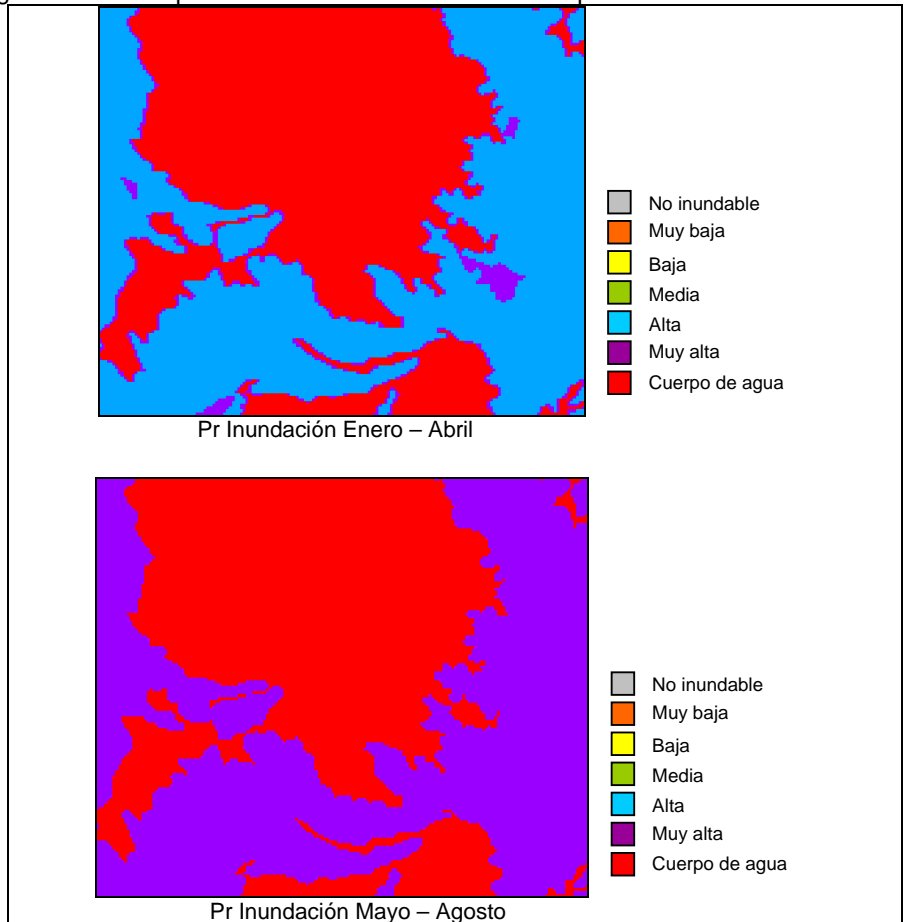 No inundable
Muy baja
Baja
Media
Alta
Muy alta
Cuerpo de agua
Pr Inundación Enero – Abril
No inundable
Muy baja
Baja
Media
Alta
Muy alta
Cuerpo de agua
Pr Inundación Mayo – Agosto